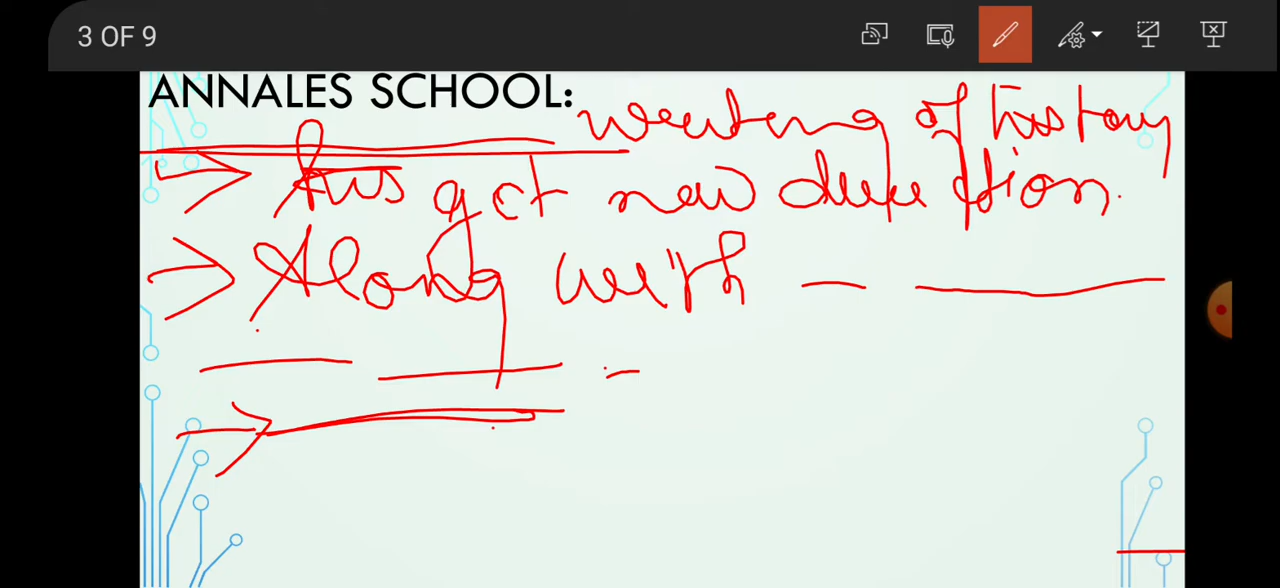 3 OF 9
ANNALES SCHOOL: writing of history
→ has got new direction.
→ Along with
→